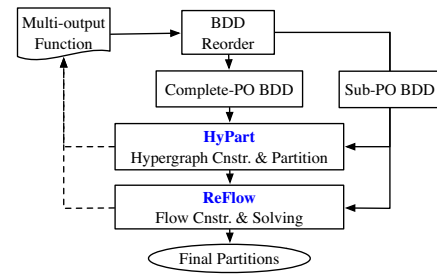 Multi-output
Function
BDD
Reorder
Complete-PO BDD
Sub-PO BDD
HyPart
Hypergraph Cnstr. & Partition
ReFlow
Flow Cnstr. & Solving
Final Partitions